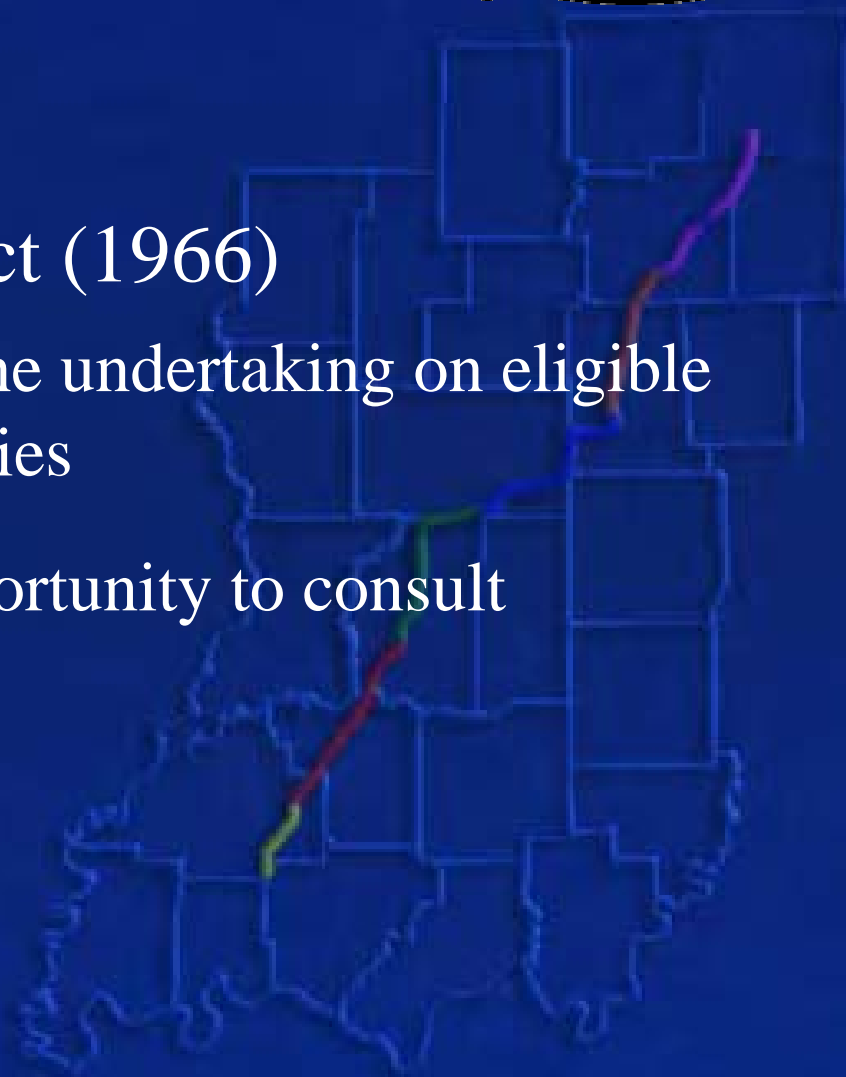 ct (1966)
he undertaking on eligible
ies
ortunity to consult